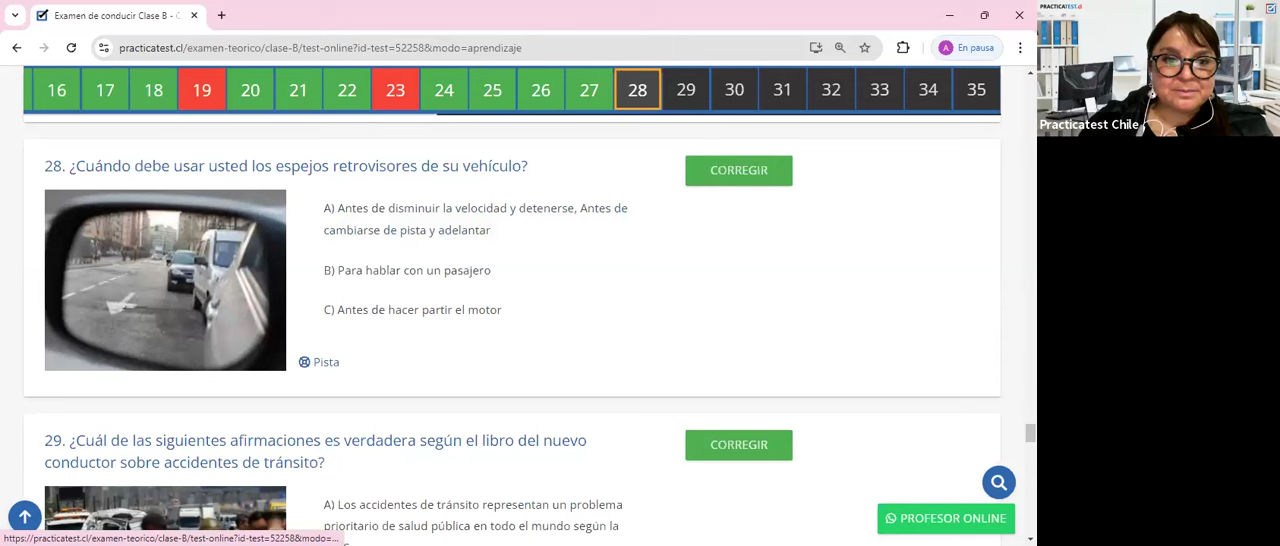 Examen de conducir Clase B - 
practicatest.cl/examen-teorico/clase-B/test-online?id-test=52258&modo=aprendizaje
A
En pausa
16 17 18 19 20 21 22 23 24 25 26 27 28 29 30 31 32 33 34 35
28. ¿Cuándo debe usar usted los espejos retrovisores de su vehículo?
CORREGIR
A) Antes de disminuir la velocidad y detenerse, Antes de
cambiarse de pista y adelantar
B) Para hablar con un pasajero
C) Antes de hacer partir el motor
Pista
29. ¿Cuál de las siguientes afirmaciones es verdadera según el libro del nuevo
conductor sobre accidentes de tránsito?
CORREGIR
A) Los accidentes de tránsito representan un problema
prioritario de salud pública en todo el mundo según la
PROFESOR ONLINE
https://practicatest.cl/examen-teorico/clase-B/test-online?id-test=52258&modo=...
PRACTICATEST.cl
Practicatest Chile